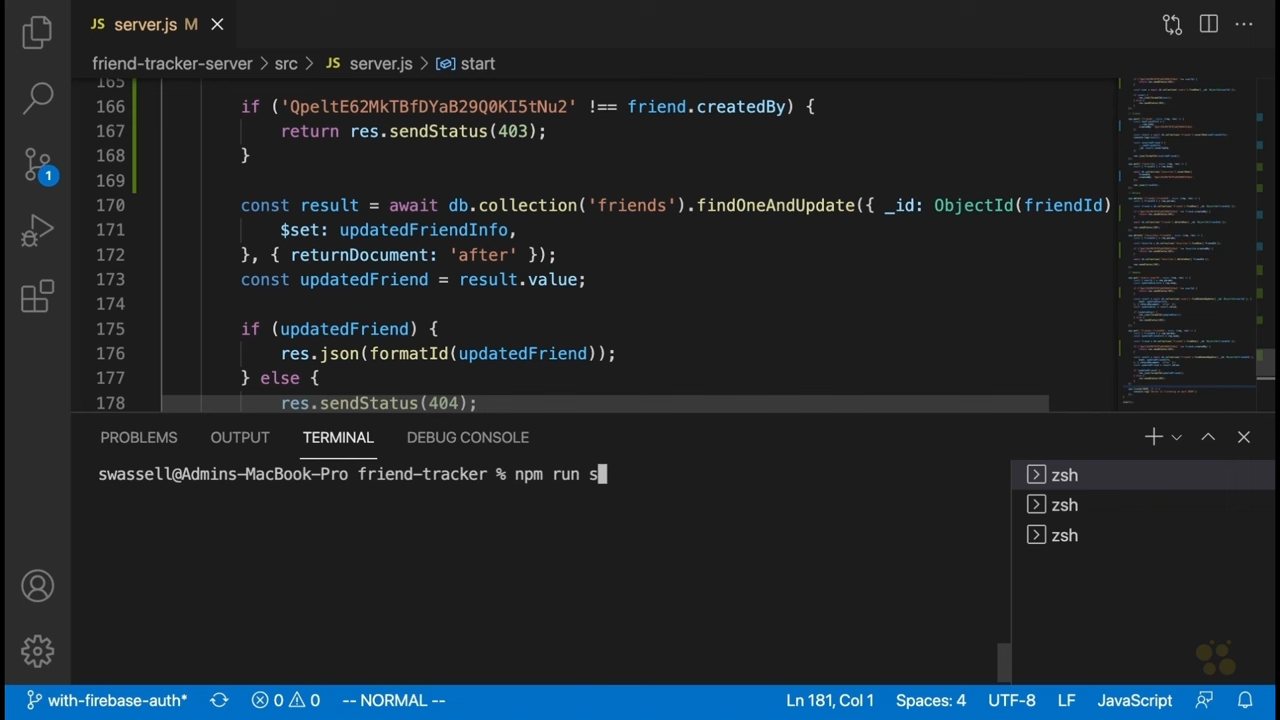 JS server.js M
friend-tracker-server > src > JS server.js > start
165
166 if ('QpeltE62MkTBfDYaB29Q0KI5tNu2' !== friend.createdBy) {
167 return res.sendStatus(403);
168 }
169
170 const result = await db.collection('friends').findOneAndUpdate({ _id: ObjectId(friendId)
171 $set: updatedFriendInfo,
172 }, { returnDocument: 'after' });
173 const updatedFriend = result.value;
174
175 if (updatedFriend) {
176 res.json(formatId(updatedFriend));
177 } else {
178 res.sendStatus(404);
1
PROBLEMS OUTPUT TERMINAL DEBUG CONSOLE
swassell@Admins-MacBook-Pro friend-tracker % npm run s
zsh
zsh
zsh
with-firebase-auth* 0 0 -- NORMAL -- Ln 181, Col 1 Spaces: 4 UTF-8 LF JavaScript